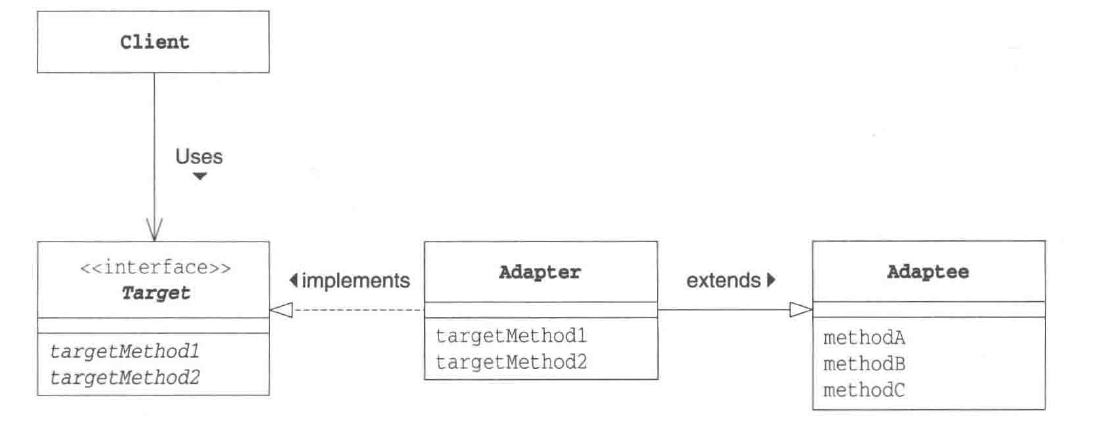 Client
Uses
<<interface>>
Target
targetMethod1
targetMethod2
implements
Adapter
targetMethod1
targetMethod2
extends
Adaptee
methodA
methodB
methodC